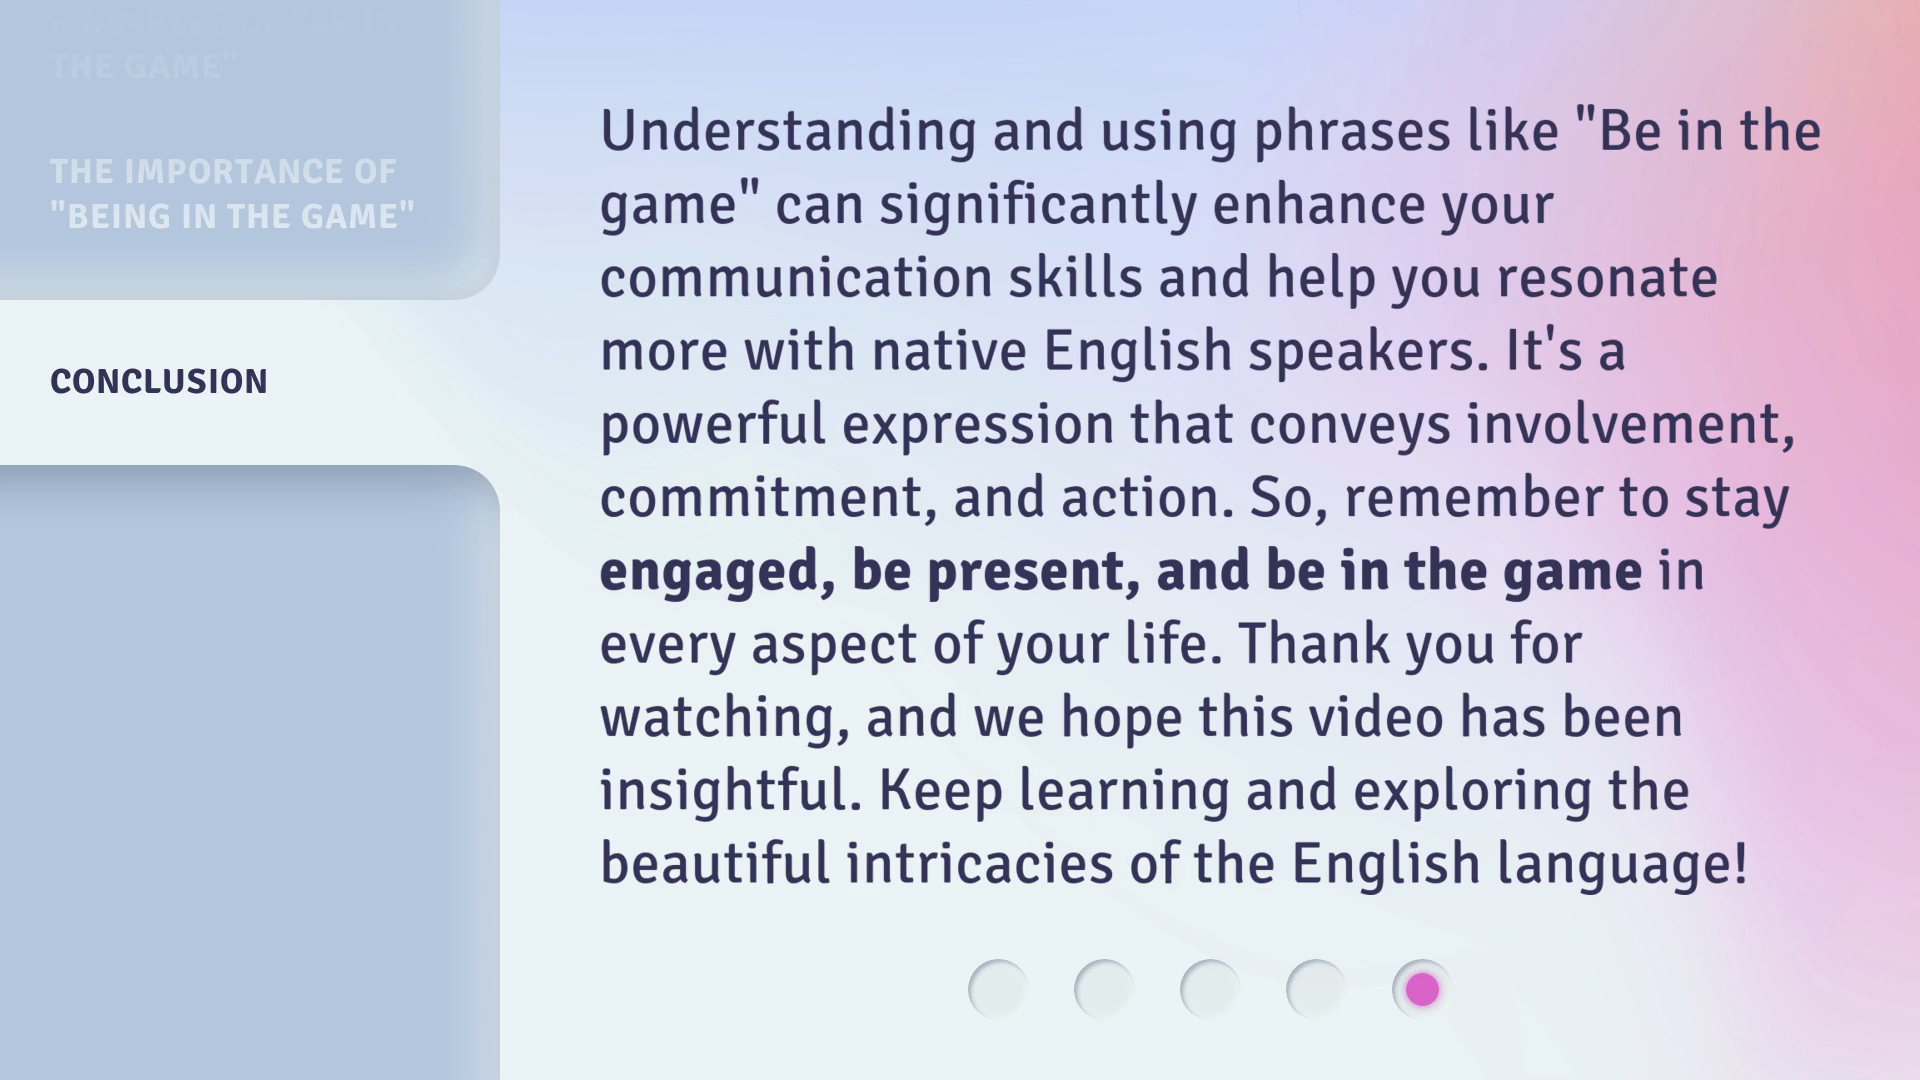 EXAMPLES OF "BE IN
THE GAME"
THE IMPORTANCE OF
"BEING IN THE GAME"
CONCLUSION
Understanding and using phrases like "Be in the
game" can significantly enhance your
communication skills and help you resonate
more with native English speakers. It's a
powerful expression that conveys involvement,
commitment, and action. So, remember to stay
engaged, be present, and be in the game in
every aspect of your life. Thank you for
watching, and we hope this video has been
insightful. Keep learning and exploring the
beautiful intricacies of the English language!